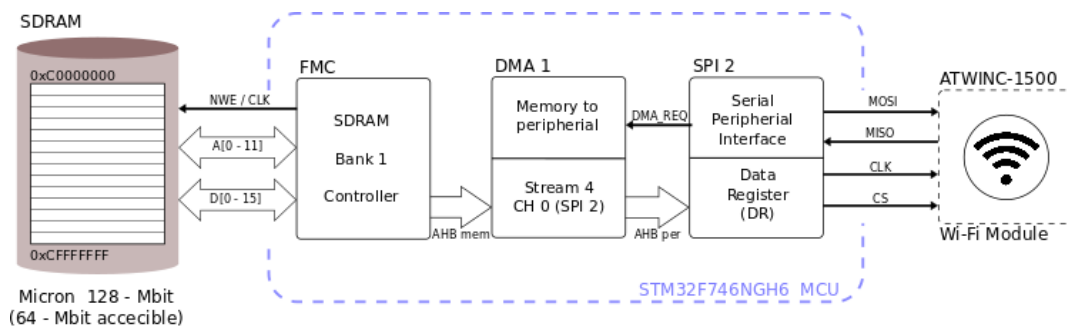 SDRAM
0xC0000000
0xCFFFFFFF
Micron 128 - Mbit
(64 - Mbit accecible)
NWE / CLK
A[0 - 11]
D[0 - 15]
FMC
SDRAM
Bank 1
Controller
AHB mem
DMA 1
Memory to
peripheral
Stream 4
CH 0 (SPI 2)
DMA_REQ
AHB per
SPI 2
Serial
Peripheral
Interface
Data
Register
(DR)
STM32F746NGH6 MCU
MOSI
MISO
CLK
CS
ATWINC-1500
Wi-Fi Module